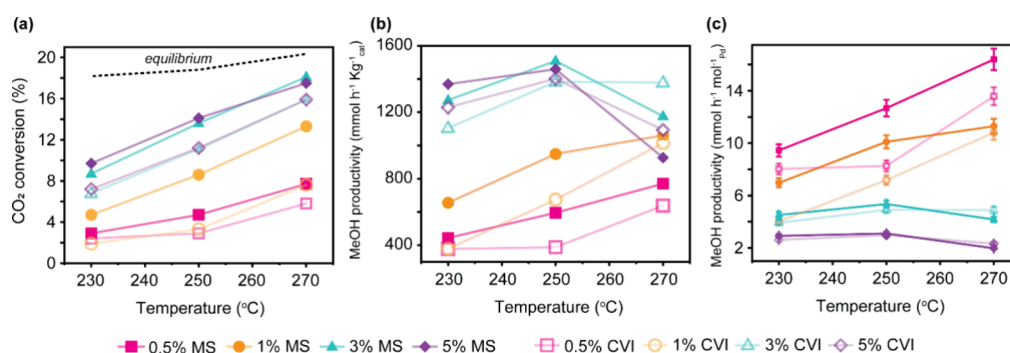 (a)
CO₂ conversion (%)
20
16
12
8
4
0
equilibrium
230 240 250 260 270
Temperature (°C)
(b)
MeOH productivity (mmol h⁻¹ Kg⁻¹cat)
1600
1200
800
400
230 240 250 260 270
Temperature (°C)
(c)
MeOH productivity (mmol h⁻¹ mol⁻¹Pd)
14
10
6
2
230 240 250 260 270
Temperature (°C)
0.5% MS 1% MS 3% MS 5% MS 0.5% CVI 1% CVI 3% CVI 5% CVI